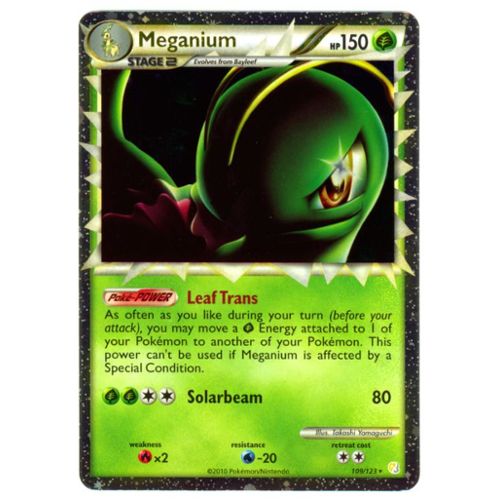 Meganium HP150
STAGE 2 Evolves from Bayleef
Poké-POWER Leaf Trans
As often as you like during your turn (before your
attack), you may move a Energy attached to 1 of
your Pokémon to another of your Pokémon. This
power can't be used if Meganium is affected by a
Special Condition.
Solarbeam 80
Illus. Takashi Yamaguchi
weakness resistance retreat cost
×2 -20
©2010 Pokémon/Nintendo 109/123